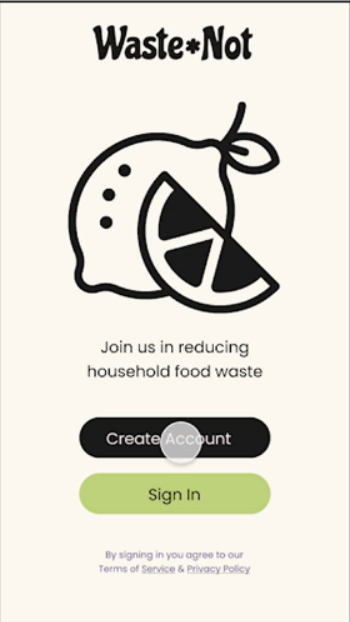 Waste*Not
Join us in reducing
household food waste
Create Account
Sign In
By signing in you agree to our
Terms of Service & Privacy Policy